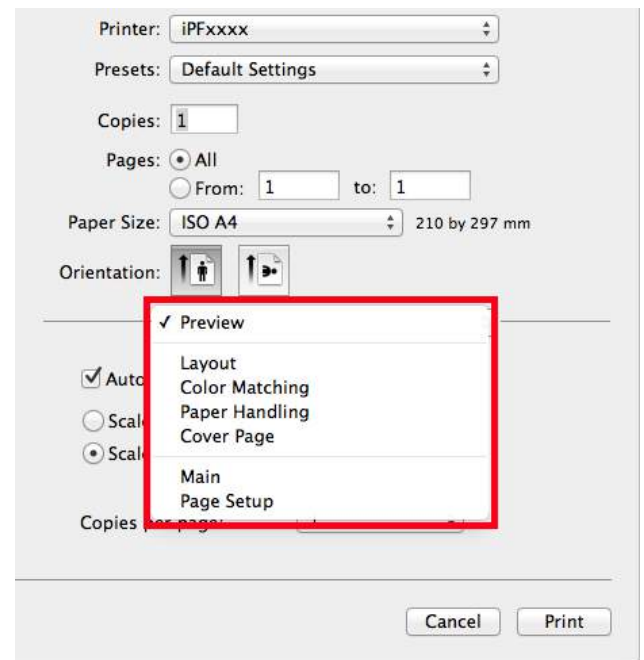 Printer: iPFxxxx
Presets: Default Settings
Copies: 1
Pages: All
From: 1 to: 1
Paper Size: ISO A4 210 by 297 mm
Orientation:
✓ Preview
Layout
Auto
Color Matching
Paper Handling
Scale
Cover Page
Scale
Main
Page Setup
Copies per page:
Cancel Print